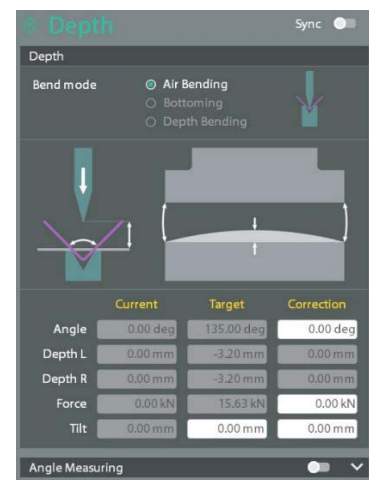 Depth Sync
Depth
Bend mode Air Bending
Bottoming
Depth Bending
Current Target Correction
Angle 0.00 deg 135.00 deg 0.00 deg
Depth L 0.00 mm -3.20 mm 0.00 mm
Depth R 0.00 mm -3.20 mm 0.00 mm
Force 0.00 kN 15.63 kN 0.00 kN
Tilt 0.00 mm 0.00 mm 0.00 mm
Angle Measuring